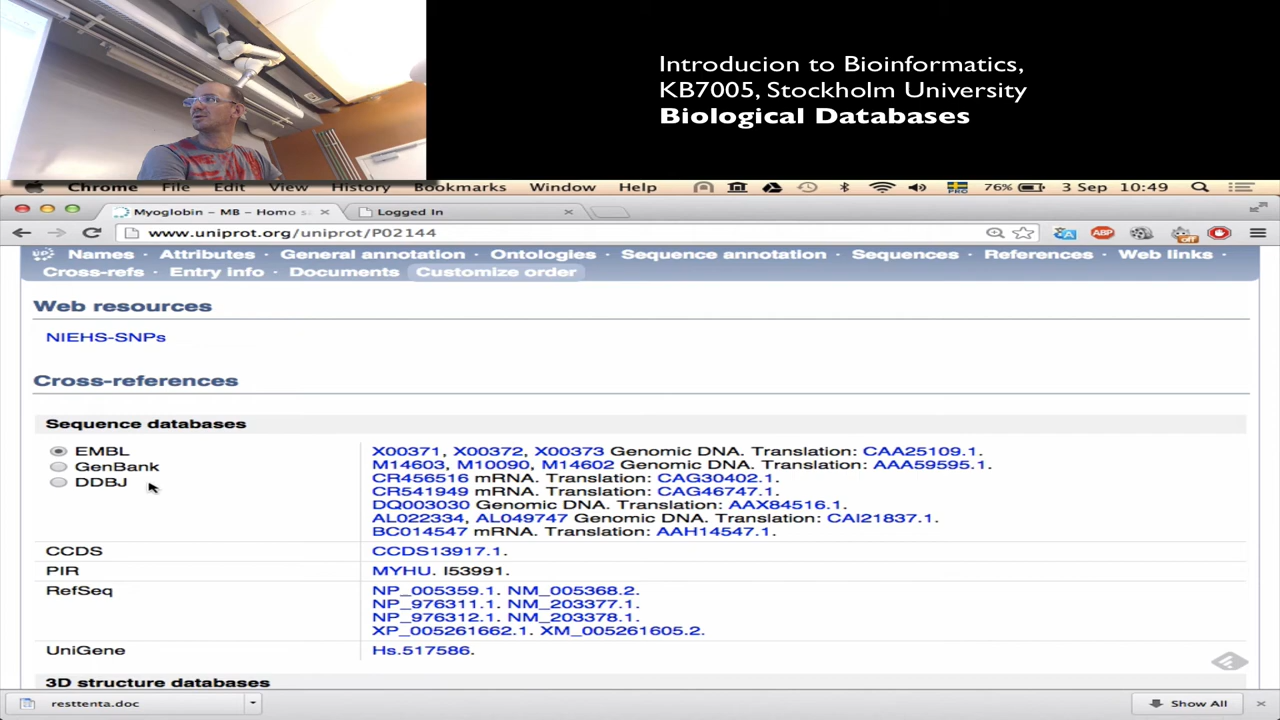 Introducion to Bioinformatics,
KB7005, Stockholm University
Biological Databases
Chrome File Edit View History Bookmarks Window Help 76% 3 Sep 10:49
Myoglobin – MB – Homo s Logged In
www.uniprot.org/uniprot/P02144
Names · Attributes · General annotation · Ontologies · Sequence annotation · Sequences · References · Web links ·
Cross-refs · Entry info · Documents Customize order
Web resources
NIEHS-SNPs
Cross-references
Sequence databases
EMBL X00371, X00372, X00373 Genomic DNA. Translation: CAA25109.1.
GenBank M14603, M10090, M14602 Genomic DNA. Translation: AAA59595.1.
DDBJ CR456516 mRNA. Translation: CAG30402.1.
CR541949 mRNA. Translation: CAG46747.1.
DQ003030 Genomic DNA. Translation: AAX84516.1.
AL022334, AL049747 Genomic DNA. Translation: CAI21837.1.
BC014547 mRNA. Translation: AAH14547.1.
CCDS CCDS13917.1.
PIR MYHU. I53991.
RefSeq NP_005359.1. NM_005368.2.
NP_976311.1. NM_203377.1.
NP_976312.1. NM_203378.1.
XP_005261662.1. XM_005261605.2.
UniGene Hs.517586.
3D structure databases
resttenta.doc Show All